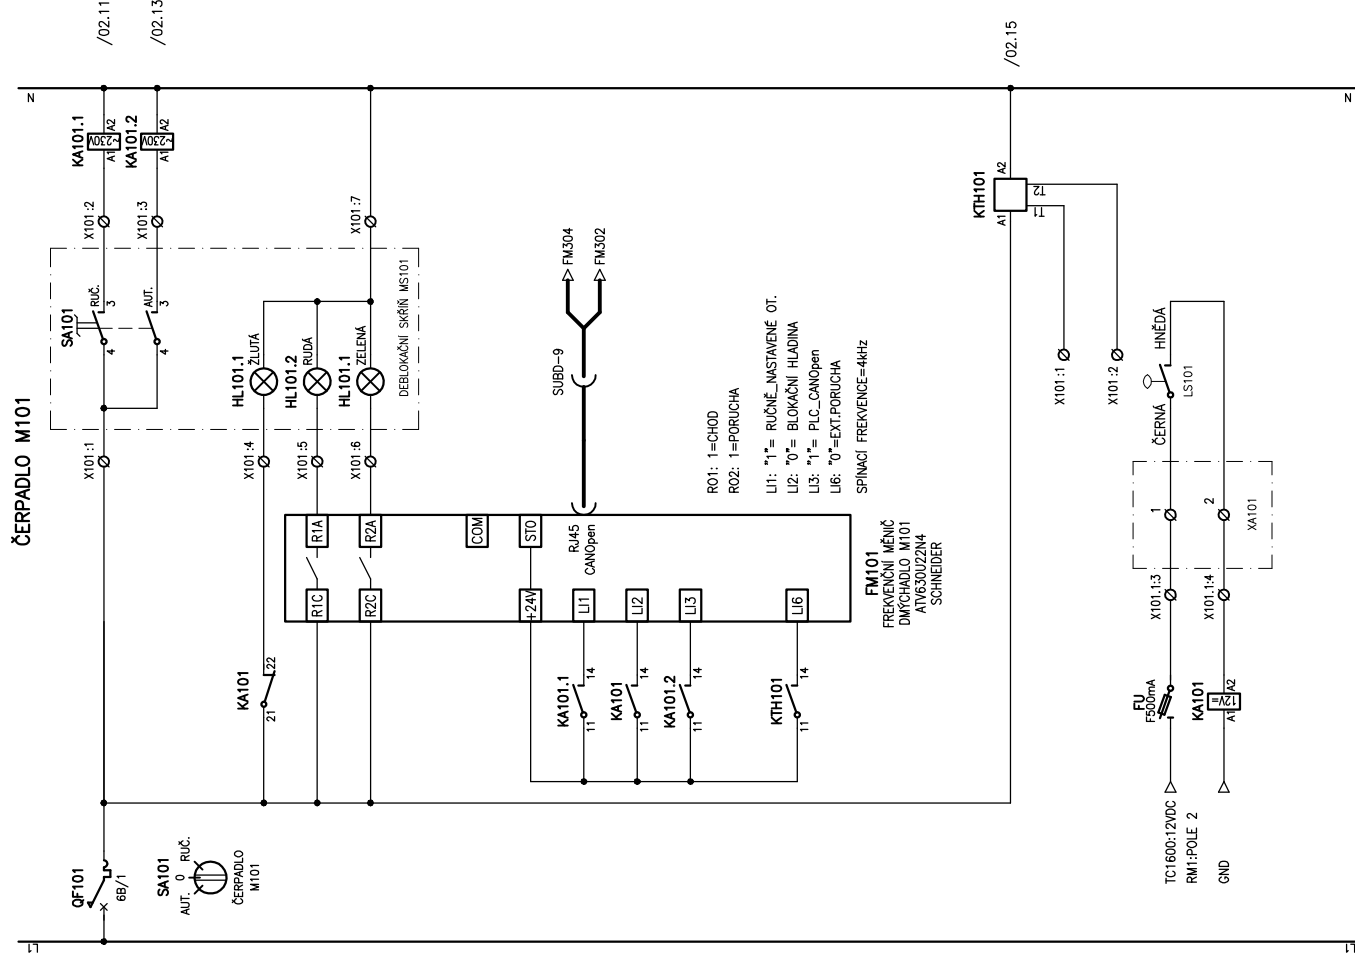 ČERPADLO M101
L1
L1
N
N
/02.11
/02.13
/02.15
QF101
6B/1
SA101
AUT.
0
RUČ.
ČERPADLO
M101
X101:1
SA101
RUČ.
4
3
AUT.
4
3
X101:2
X101:3
KA101.1
~230V
A1
A2
KA101.2
~230V
A1
A2
KA101
21
22
X101:4
X101:5
X101:6
HL101.1
ŽLUTÁ
HL101.2
RUDÁ
HL101.1
ZELENÁ
X101:7
DEBLOKAČNÍ SKŘÍŇ MS101
R1C
R1A
R2C
R2A
COM
+24V
STO
LI1
LI2
LI3
LI6
RJ45
CANOpen
SUBD-9
FM304
FM302
KA101.1
11
14
KA101
11
14
KA101.2
11
14
KTH101
11
14
FM101
FREKVENČNÍ MĚNIČ
DMÝCHADLO M101
ATV630U22N4
SCHNEIDER
RO1: 1=CHOD
RO2: 1=PORUCHA
LI1: "1"= RUČNĚ_NASTAVENÉ OT.
LI2: "0"= BLOKAČNÍ HLADINA
LI3: "1"= PLC_CANOpen
LI6: "0"=EXT.PORUCHA
SPÍNACÍ FREKVENCE=4kHz
KTH101
A1
A2
T1
T2
X101:1
X101:2
TC1600:12VDC
RM1:POLE 2
GND
FU
F500mA
KA101
12V=
A1
A2
X101.1:3
X101.1:4
1
2
XA101
ČERNÁ
HNĚDÁ
LS101